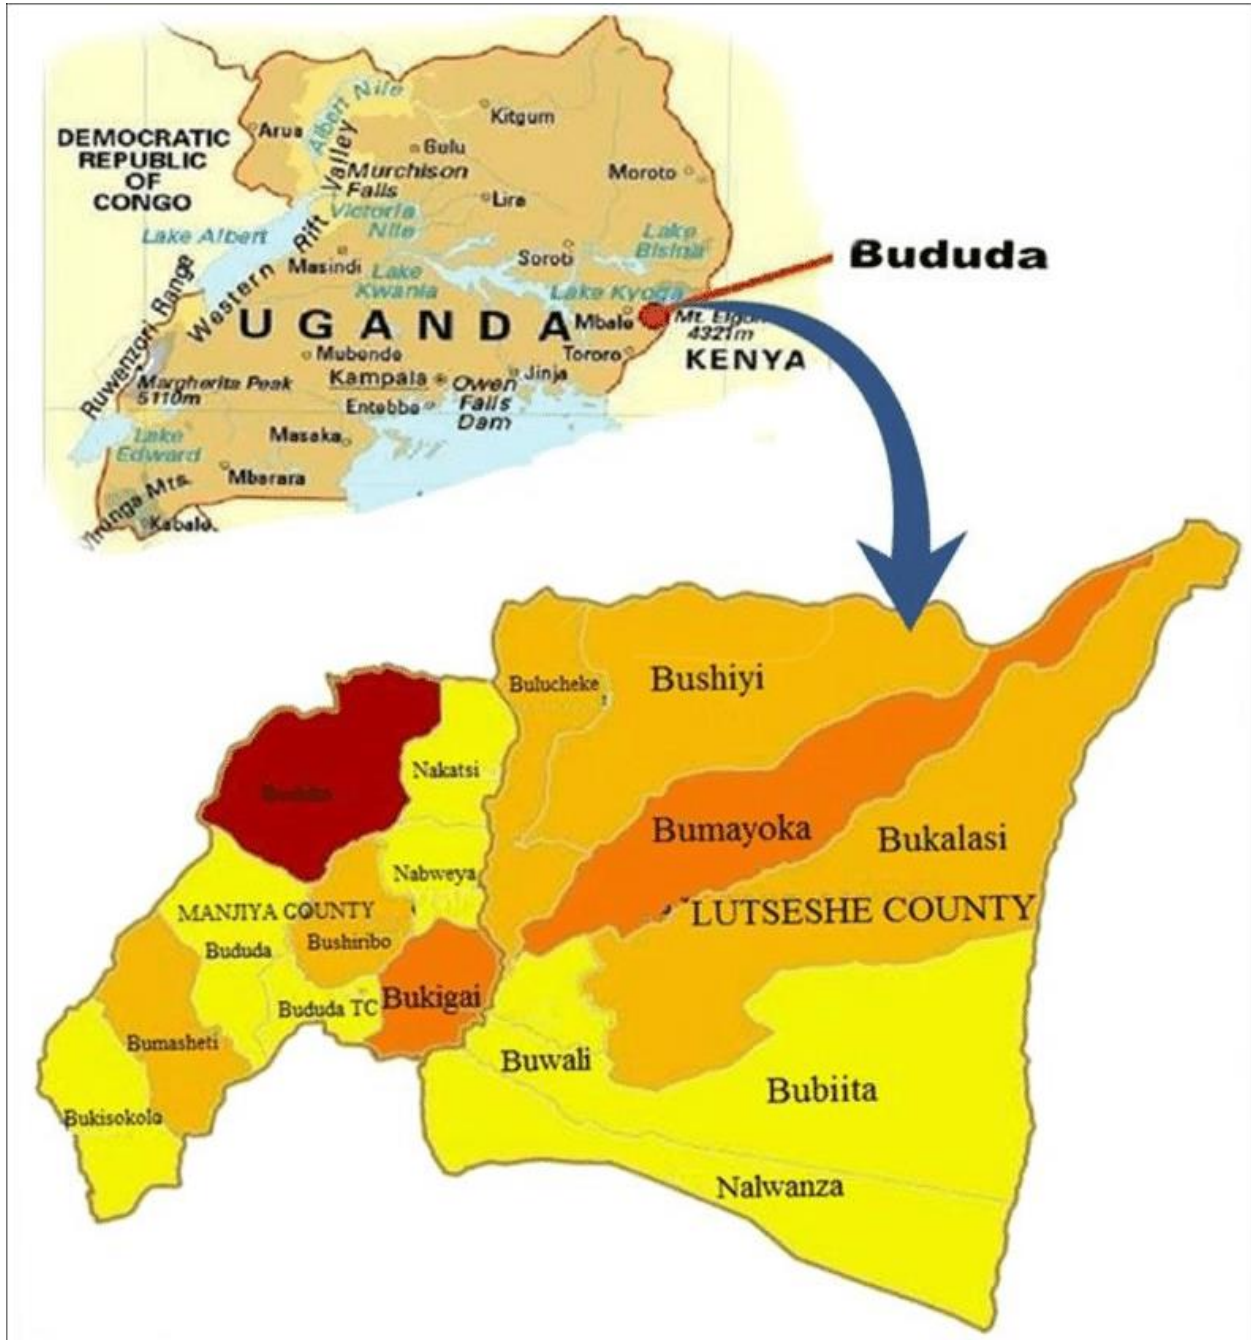 DEMOCRATIC
REPUBLIC
OF
CONGO
Arua
Albert Nile
Kitgum
Gulu
Moroto
Murchison
Falls
Lira
Victoria
Nile
Lake Albert
Western Rift Valley
Ruwenzori Range
Masindi
Lake
Kwania
Soroti
Lake
Bisina
Lake Kyoga
Bududa
UGANDA
Mbale
Mt. Elgon
4321m
Tororo
KENYA
Mubende
Kampala
Jinja
Owen
Falls
Dam
Entebbe
Margherita Peak
5110m
Lake
Edward
Masaka
Mbarara
Virunga Mts.
Kabale
Bulucheke
Bushiyi
Nakatsi
Bumayoka
Bukalasi
Nabweya
MANJIYA COUNTY
LUTSESHE COUNTY
Bududa
Bushiribo
Bududa TC
Bukigai
Bumasheti
Buwali
Bubiita
Bukisokolo
Nalwanza